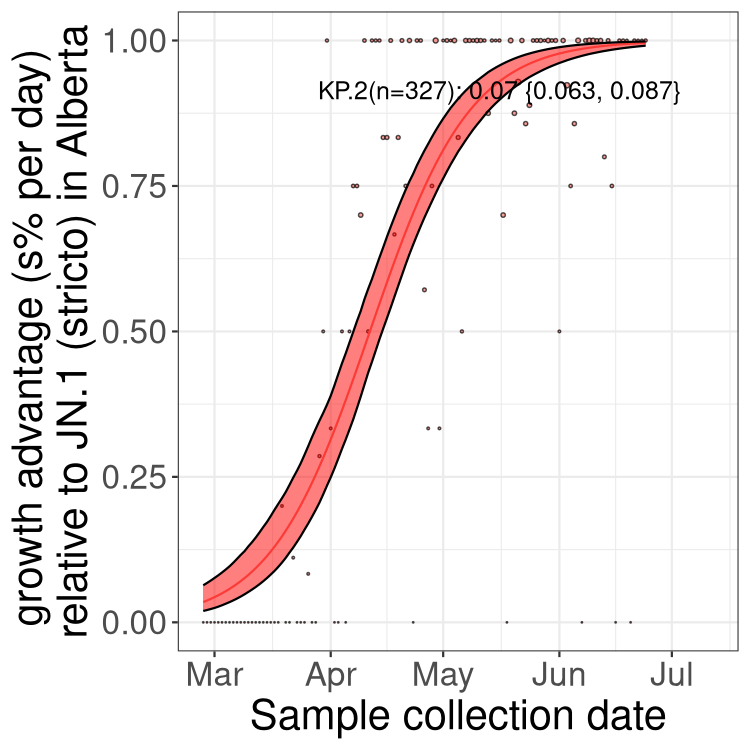 growth advantage (s% per day)
relative to JN.1 (stricto) in Alberta
1.00
0.75
0.50
0.25
0.00
KP.2(n=327): 0.07 {0.063, 0.087}
Mar Apr May Jun Jul
Sample collection date